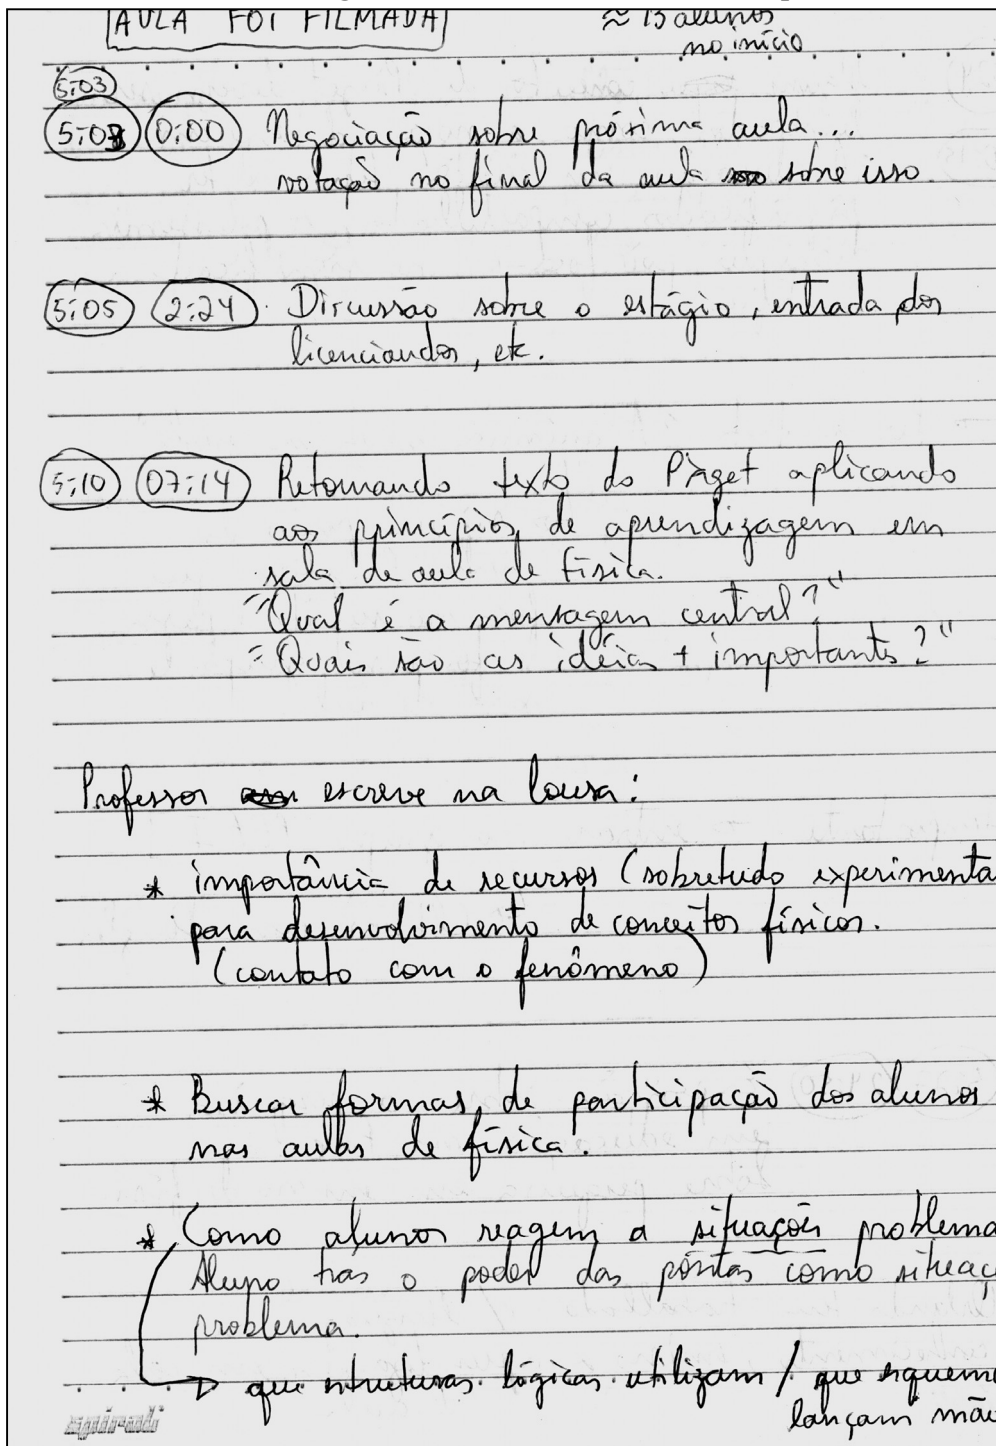 AULA FOI FILMADA
≈ 13 alunos
no início
5:03
5:03 0:00 Negociação sobre próxima aula...
votação no final da aula sobre isso.
5:05 2:24 Discussão sobre o estágio, entrada dos
licenciandos, etc.
5:10 07:14 Retomando texto do Piaget aplicando
aos princípios de aprendizagem em
sala de aula de física.
"Qual é a mensagem central?"
"Quais são as idéias + importantes?"
Professor escreve na lousa:
* importância de recursos (sobretudo experimenta
para desenvolvimento de conceitos físicos.
(contato com o fenômeno)
* Buscar formas de participação dos alunos
nas aulas de física.
* Como alunos reagem a situações problema
Aluno trás o poder das pontas como situaç
problema.
→ que estruturas lógicas utilizam / que esquema
lançam mão